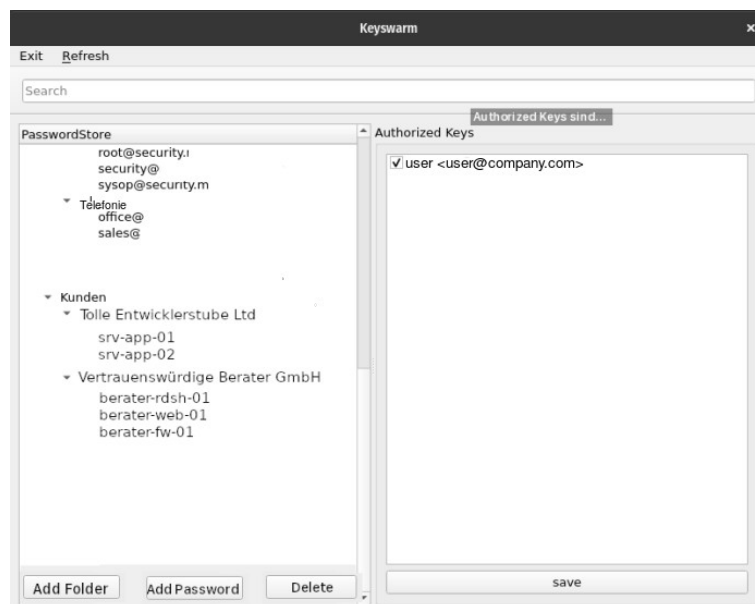 Keyswarm
×
Exit Refresh
Search
Authorized Keys sind...
PasswordStore
root@security.
security@
sysop@security.m
Telefonie
office@
sales@
Kunden
Tolle Entwicklerstube Ltd
srv-app-01
srv-app-02
Vertrauenswürdige Berater GmbH
berater-rdsh-01
berater-web-01
berater-fw-01
Add Folder Add Password Delete
Authorized Keys
user <user@company.com>
save